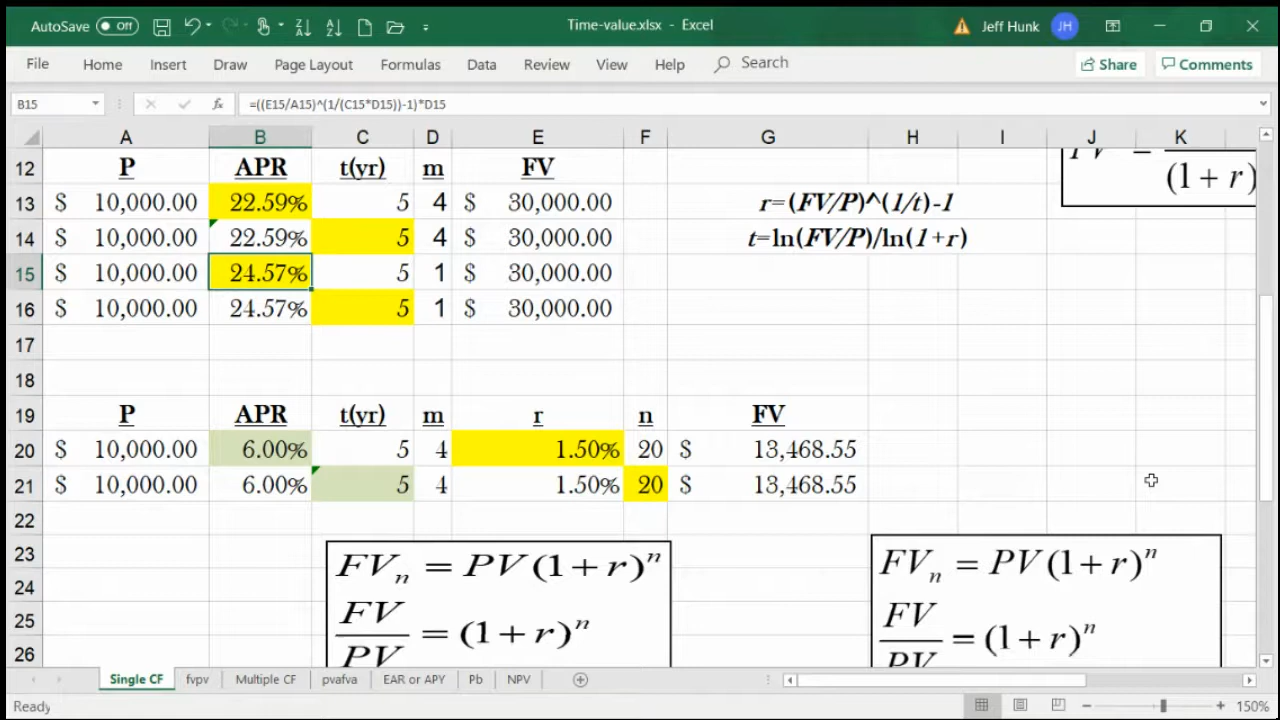 AutoSave Off Time-value.xlsx - Excel Jeff Hunk JH
File Home Insert Draw Page Layout Formulas Data Review View Help Search Share Comments
B15 fx =((E15/A15)^(1/(C15*D15))-1)*D15
A B C D E F G H I J K
12 P APR t(yr) m FV
(1 + r)
13 $ 10,000.00 22.59% 5 4 $ 30,000.00 r=(FV/P)^(1/t)-1
14 $ 10,000.00 22.59% 5 4 $ 30,000.00 t=ln(FV/P)/ln(1+r)
15 $ 10,000.00 24.57% 5 1 $ 30,000.00
16 $ 10,000.00 24.57% 5 1 $ 30,000.00
17
18
19 P APR t(yr) m r n FV
20 $ 10,000.00 6.00% 5 4 1.50% 20 $ 13,468.55
21 $ 10,000.00 6.00% 5 4 1.50% 20 $ 13,468.55
22
23 FVn = PV(1+r)^n FVn = PV(1+r)^n
24
25 FV/PV = (1+r)^n FV/PV = (1+r)^n
26
Single CF fvpv Multiple CF pvafva EAR or APY Pb NPV
Ready 150%